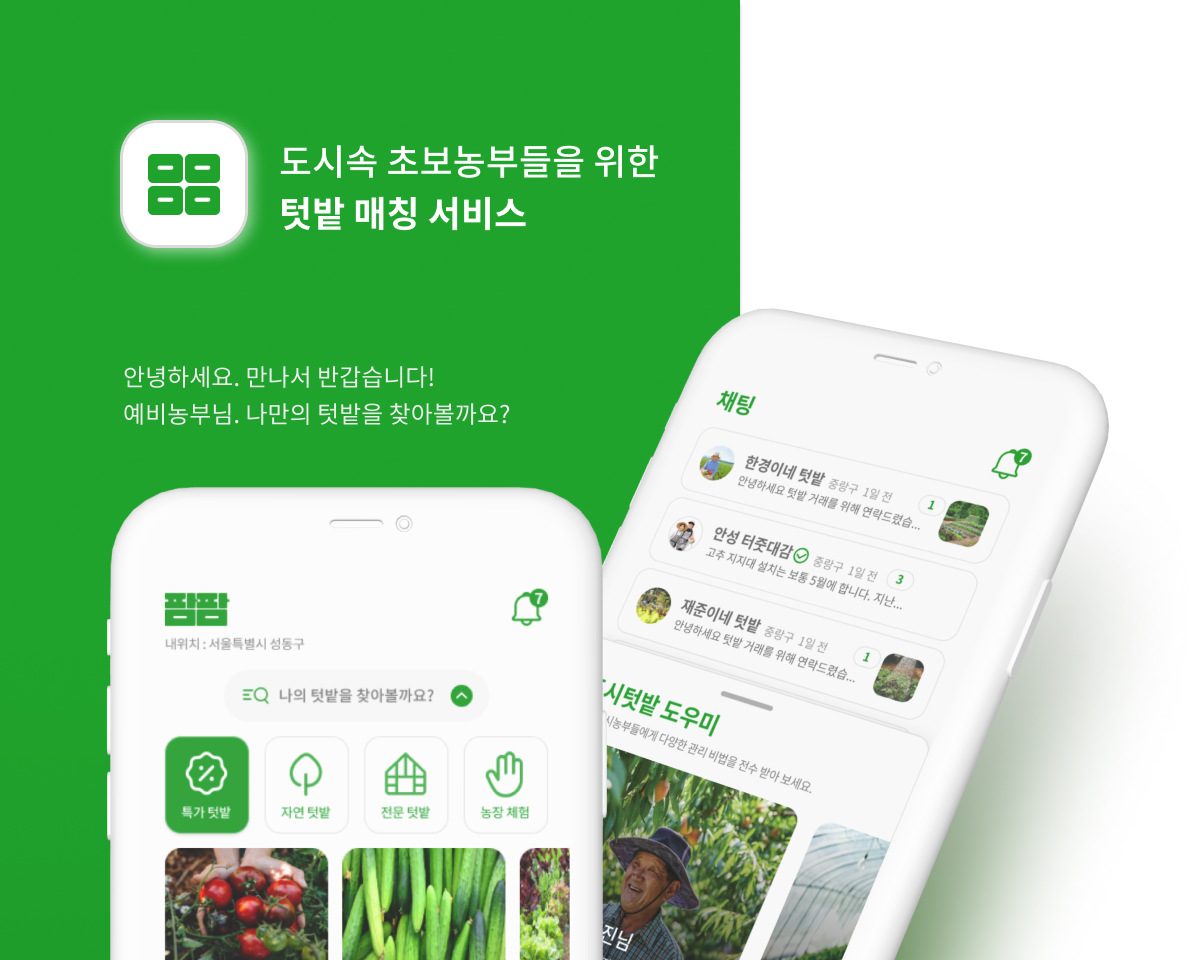 도시속 초보농부들을 위한
텃밭 매칭 서비스
안녕하세요. 만나서 반갑습니다!
예비농부님. 나만의 텃밭을 찾아볼까요?
팜팜
7
내위치 : 서울특별시 성동구
나의 텃밭을 찾아볼까요?
특가 텃밭
자연 텃밭
전문 텃밭
농장 체험
채팅
7
한경이네 텃밭 중랑구 1일 전
안녕하세요 텃밭 거래를 위해 연락드렸습...
1
안성 터줏대감 중랑구 1일 전
고추 지지대 설치는 보통 5월에 합니다. 지난...
3
재준이네 텃밭 중랑구 1일 전
안녕하세요 텃밭 거래를 위해 연락드렸습...
1
시텃밭 도우미
시농부들에게 다양한 관리 비법을 전수 받아 보세요.
진님